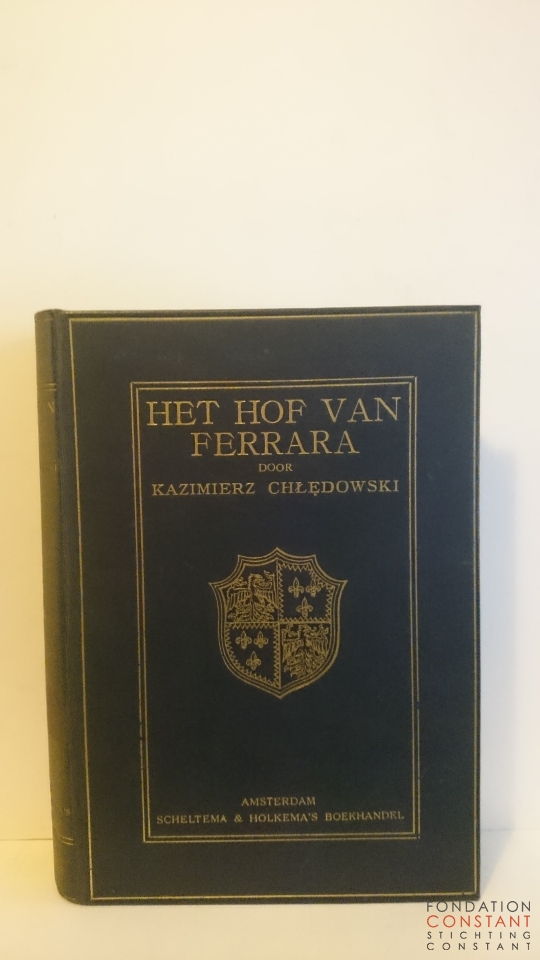 HET HOF VAN
FERRARA
DOOR
KAZIMIERZ CHŁĘDOWSKI
AMSTERDAM
SCHELTEMA & HOLKEMA'S BOEKHANDEL
FONDATION
CONSTANT
STICHTING
CONSTANT